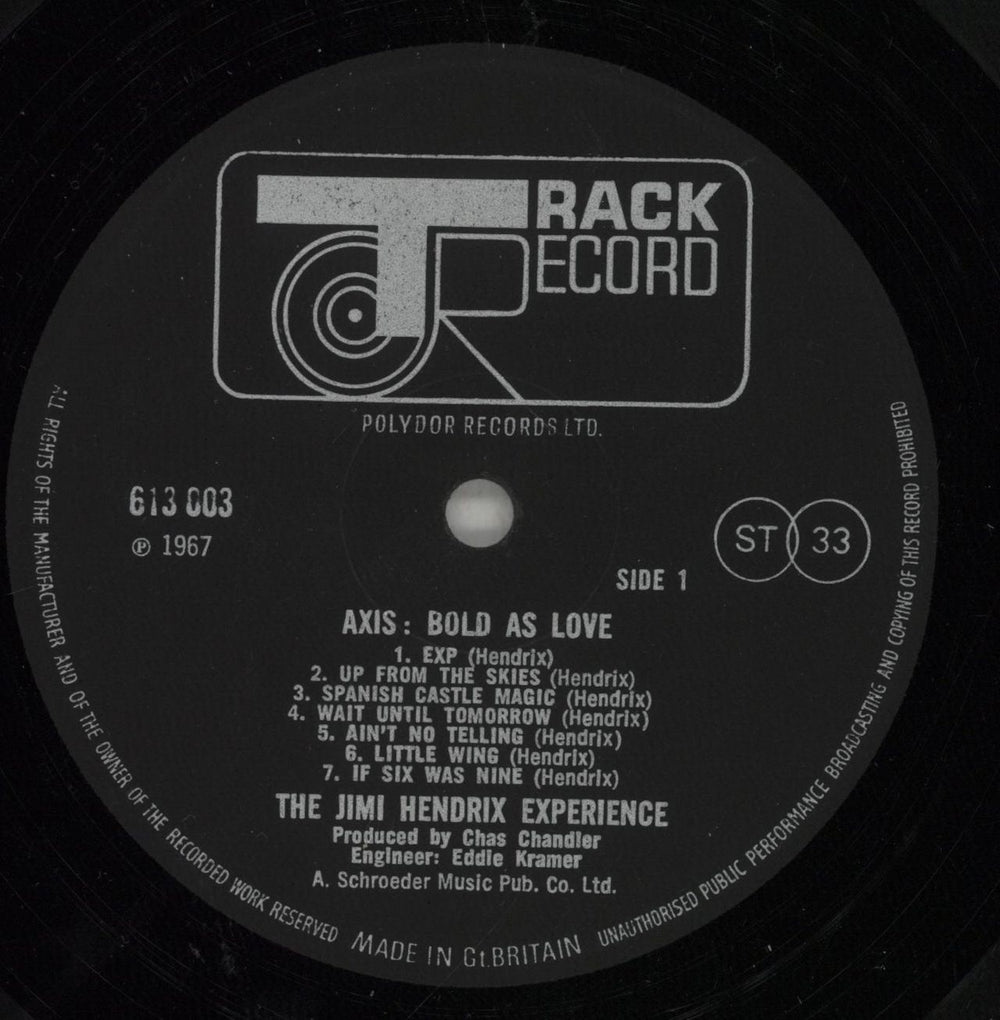 TRACK
RECORD
POLYDOR RECORDS LTD.
613 003
℗ 1967
ST 33
SIDE 1
AXIS: BOLD AS LOVE
1. EXP (Hendrix)
2. UP FROM THE SKIES (Hendrix)
3. SPANISH CASTLE MAGIC (Hendrix)
4. WAIT UNTIL TOMORROW (Hendrix)
5. AIN'T NO TELLING (Hendrix)
6. LITTLE WING (Hendrix)
7. IF SIX WAS NINE (Hendrix)
THE JIMI HENDRIX EXPERIENCE
Produced by Chas Chandler
Engineer: Eddie Kramer
A. Schroeder Music Pub. Co. Ltd.
ALL RIGHTS OF THE MANUFACTURER AND OF THE OWNER OF THE RECORDED WORK RESERVED
MADE IN Gt.BRITAIN
UNAUTHORISED PUBLIC PERFORMANCE BROADCASTING AND COPYING OF THIS RECORD PROHIBITED